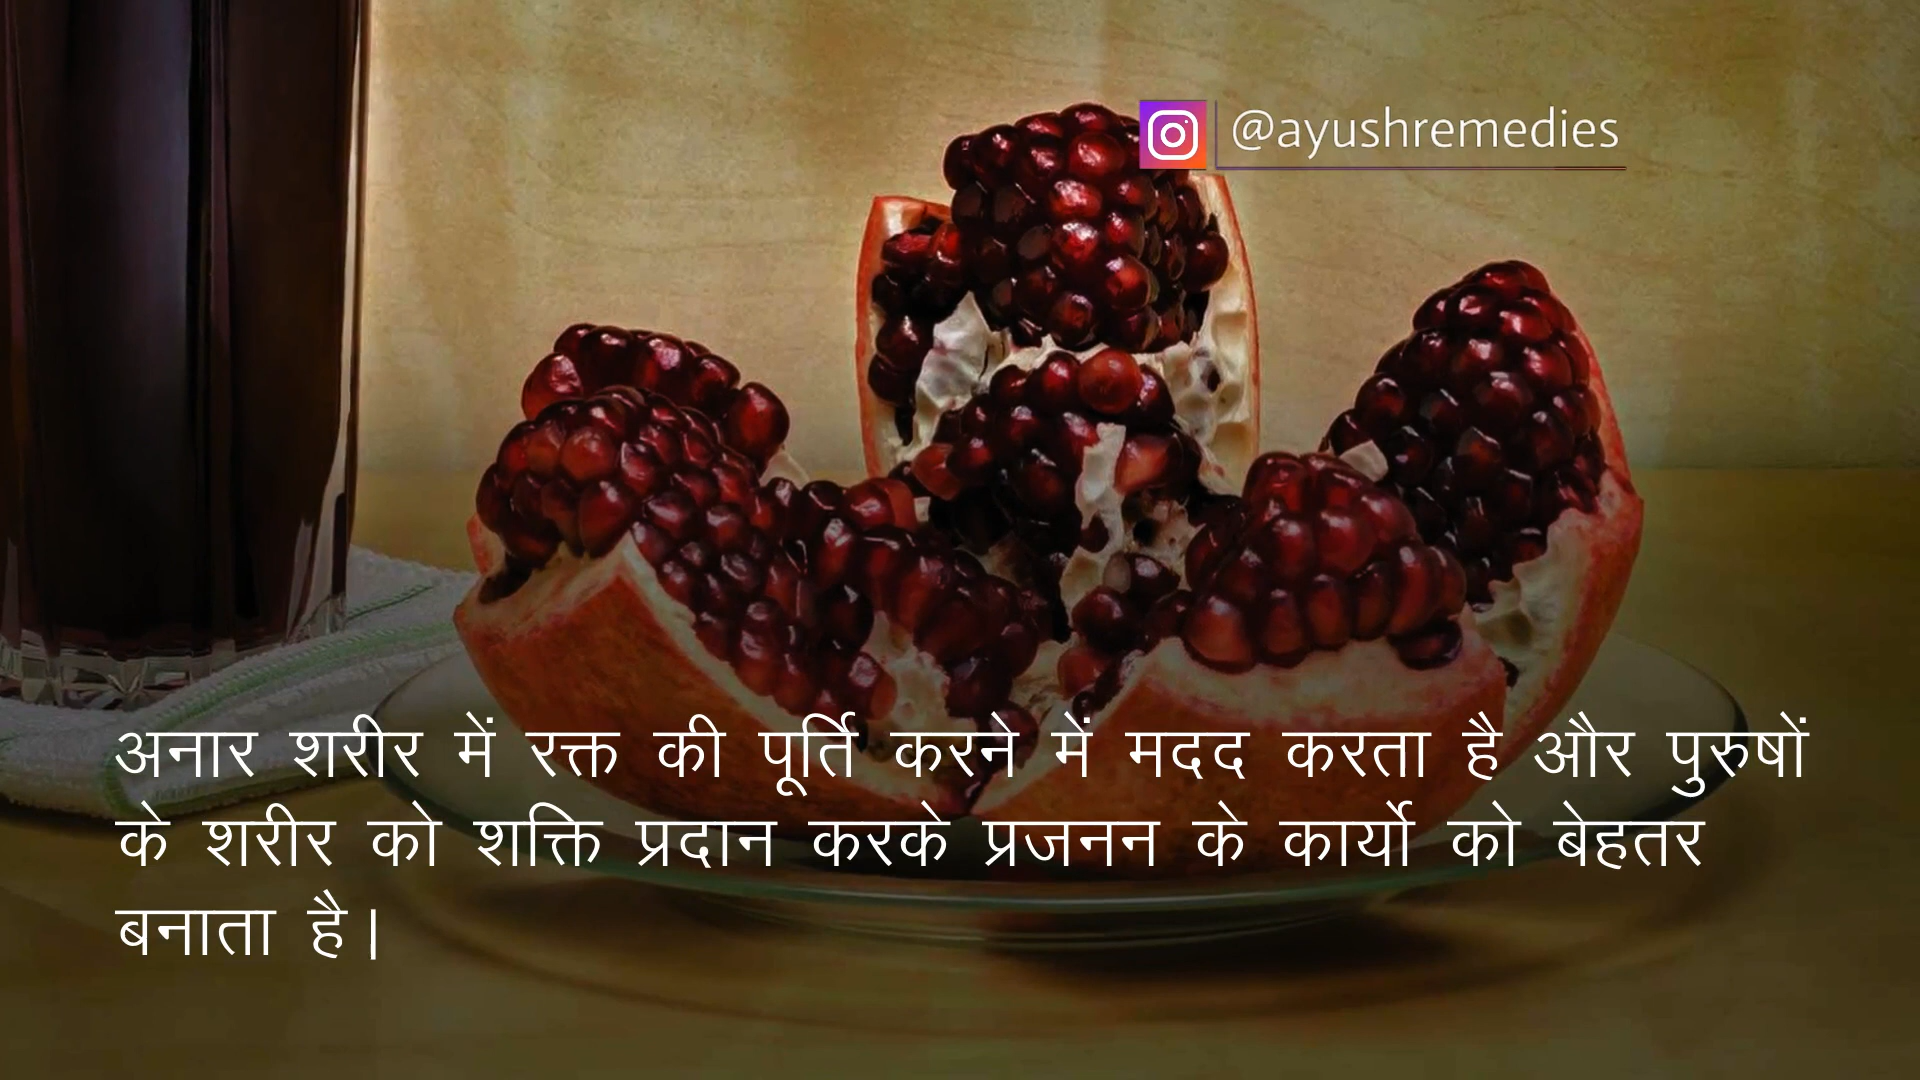 @ayushremedies
अनार शरीर में रक्त की पूर्ति करने में मदद करता है और पुरुषों
के शरीर को शक्ति प्रदान करके प्रजनन के कार्यो को बेहतर
बनाता है।